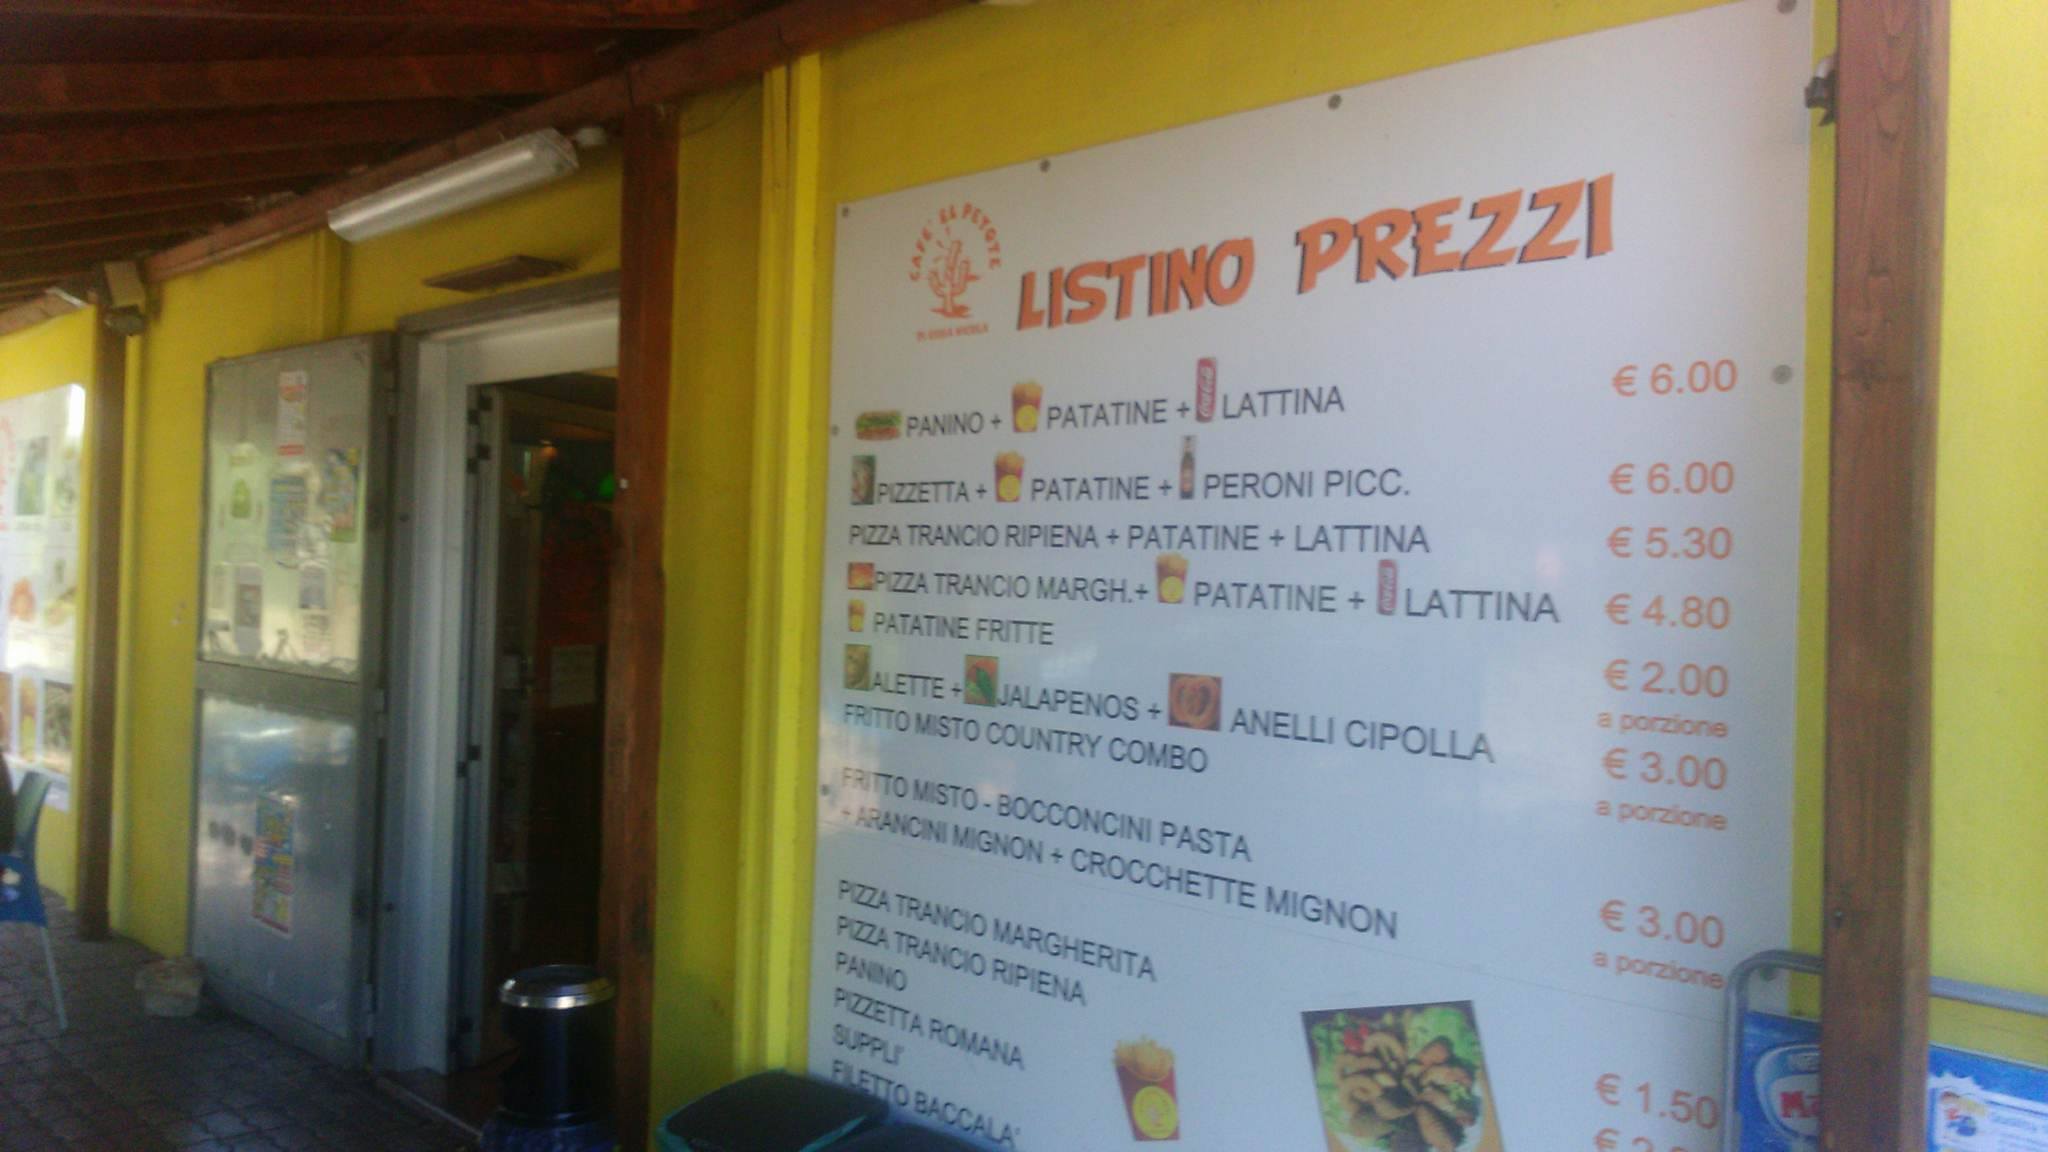 CAFE' EL PEYOTE
LISTINO PREZZI
PANINO + PATATINE + LATTINA € 6.00
PIZZETTA + PATATINE + PERONI PICC. € 6.00
PIZZA TRANCIO RIPIENA + PATATINE + LATTINA € 5.30
PIZZA TRANCIO MARGH.+ PATATINE + LATTINA € 4.80
PATATINE FRITTE € 2.00
a porzione
ALETTE + JALAPENOS + ANELLI CIPOLLA
FRITTO MISTO COUNTRY COMBO € 3.00
a porzione
FRITTO MISTO - BOCCONCINI PASTA
+ ARANCINI MIGNON + CROCCHETTE MIGNON € 3.00
a porzione
PIZZA TRANCIO MARGHERITA € 1.50
PIZZA TRANCIO RIPIENA
PANINO
PIZZETTA ROMANA
SUPPLI'
FILETTO BACCALA'